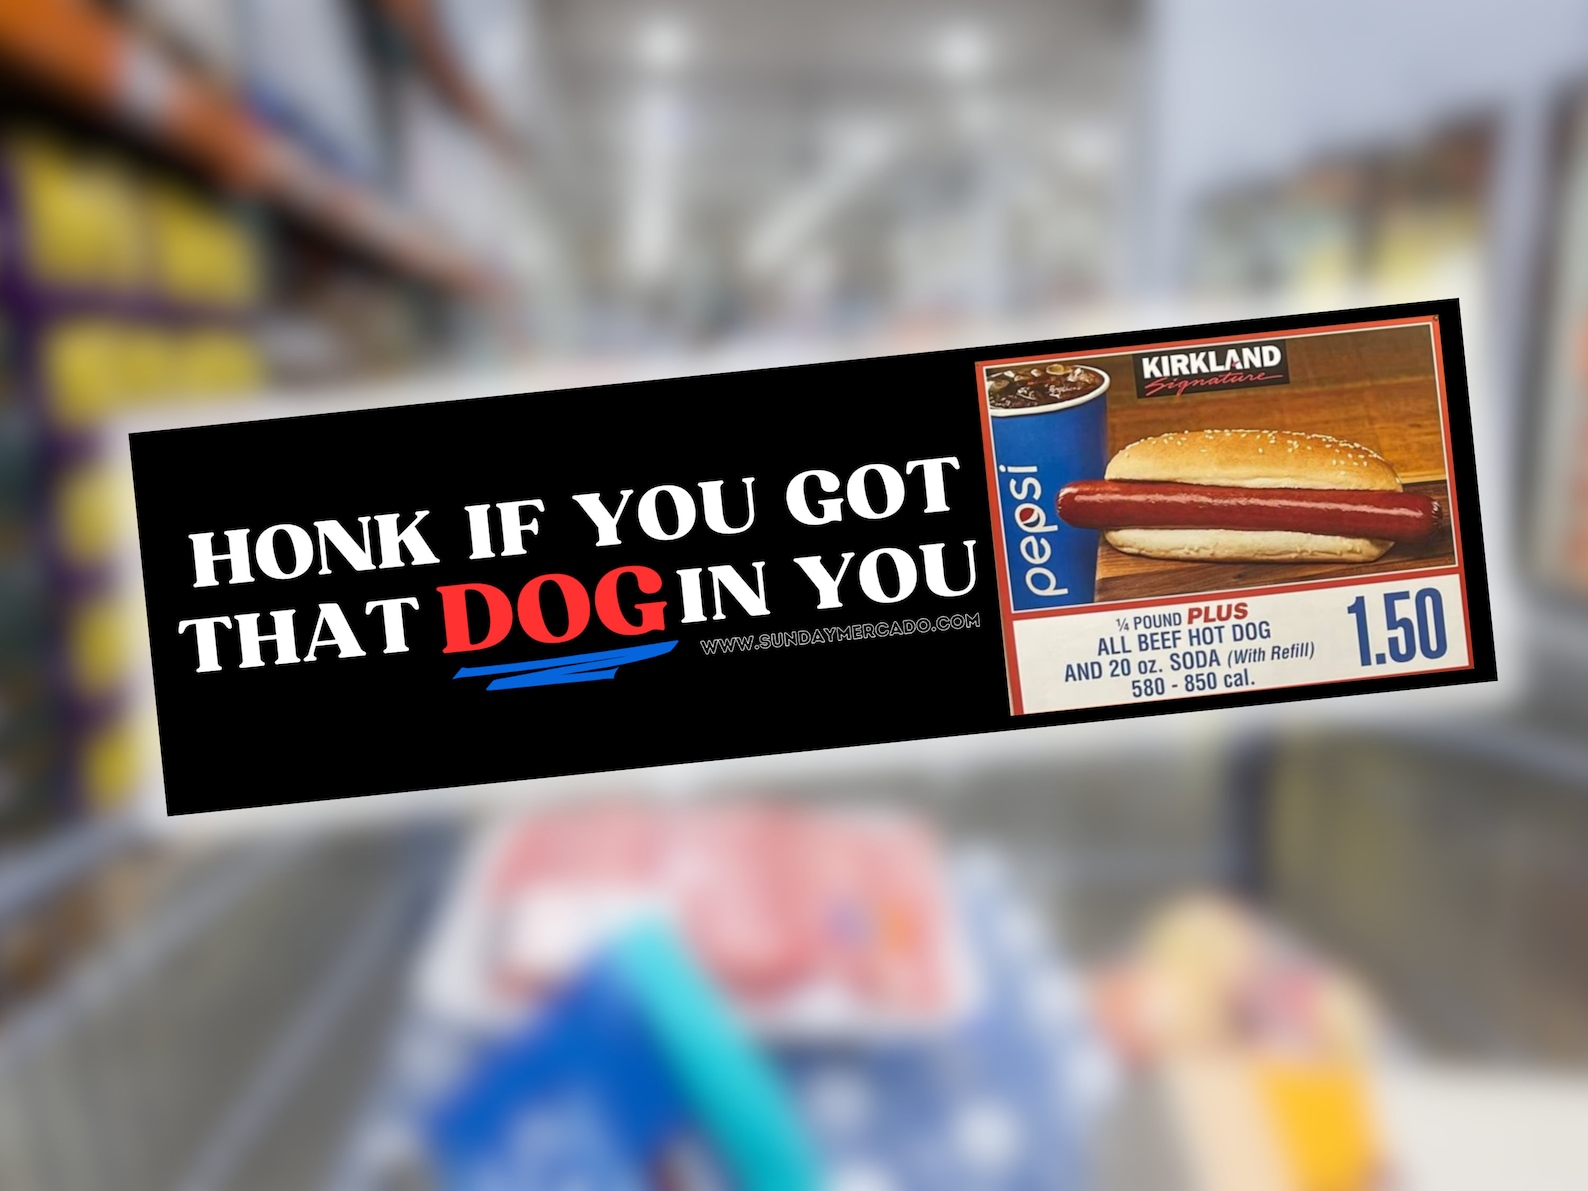 HONK IF YOU GOT
THAT DOG IN YOU
WWW.SUNDAYMERCADO.COM
KIRKLAND
Signature
pepsi
¼ POUND PLUS
ALL BEEF HOT DOG
AND 20 oz. SODA (With Refill)
580 - 850 cal.
1.50